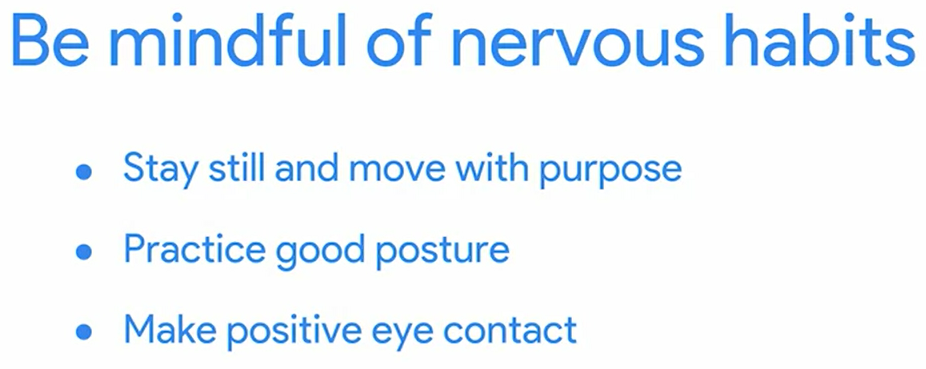 Be mindful of nervous habits
• Stay still and move with purpose
• Practice good posture
• Make positive eye contact